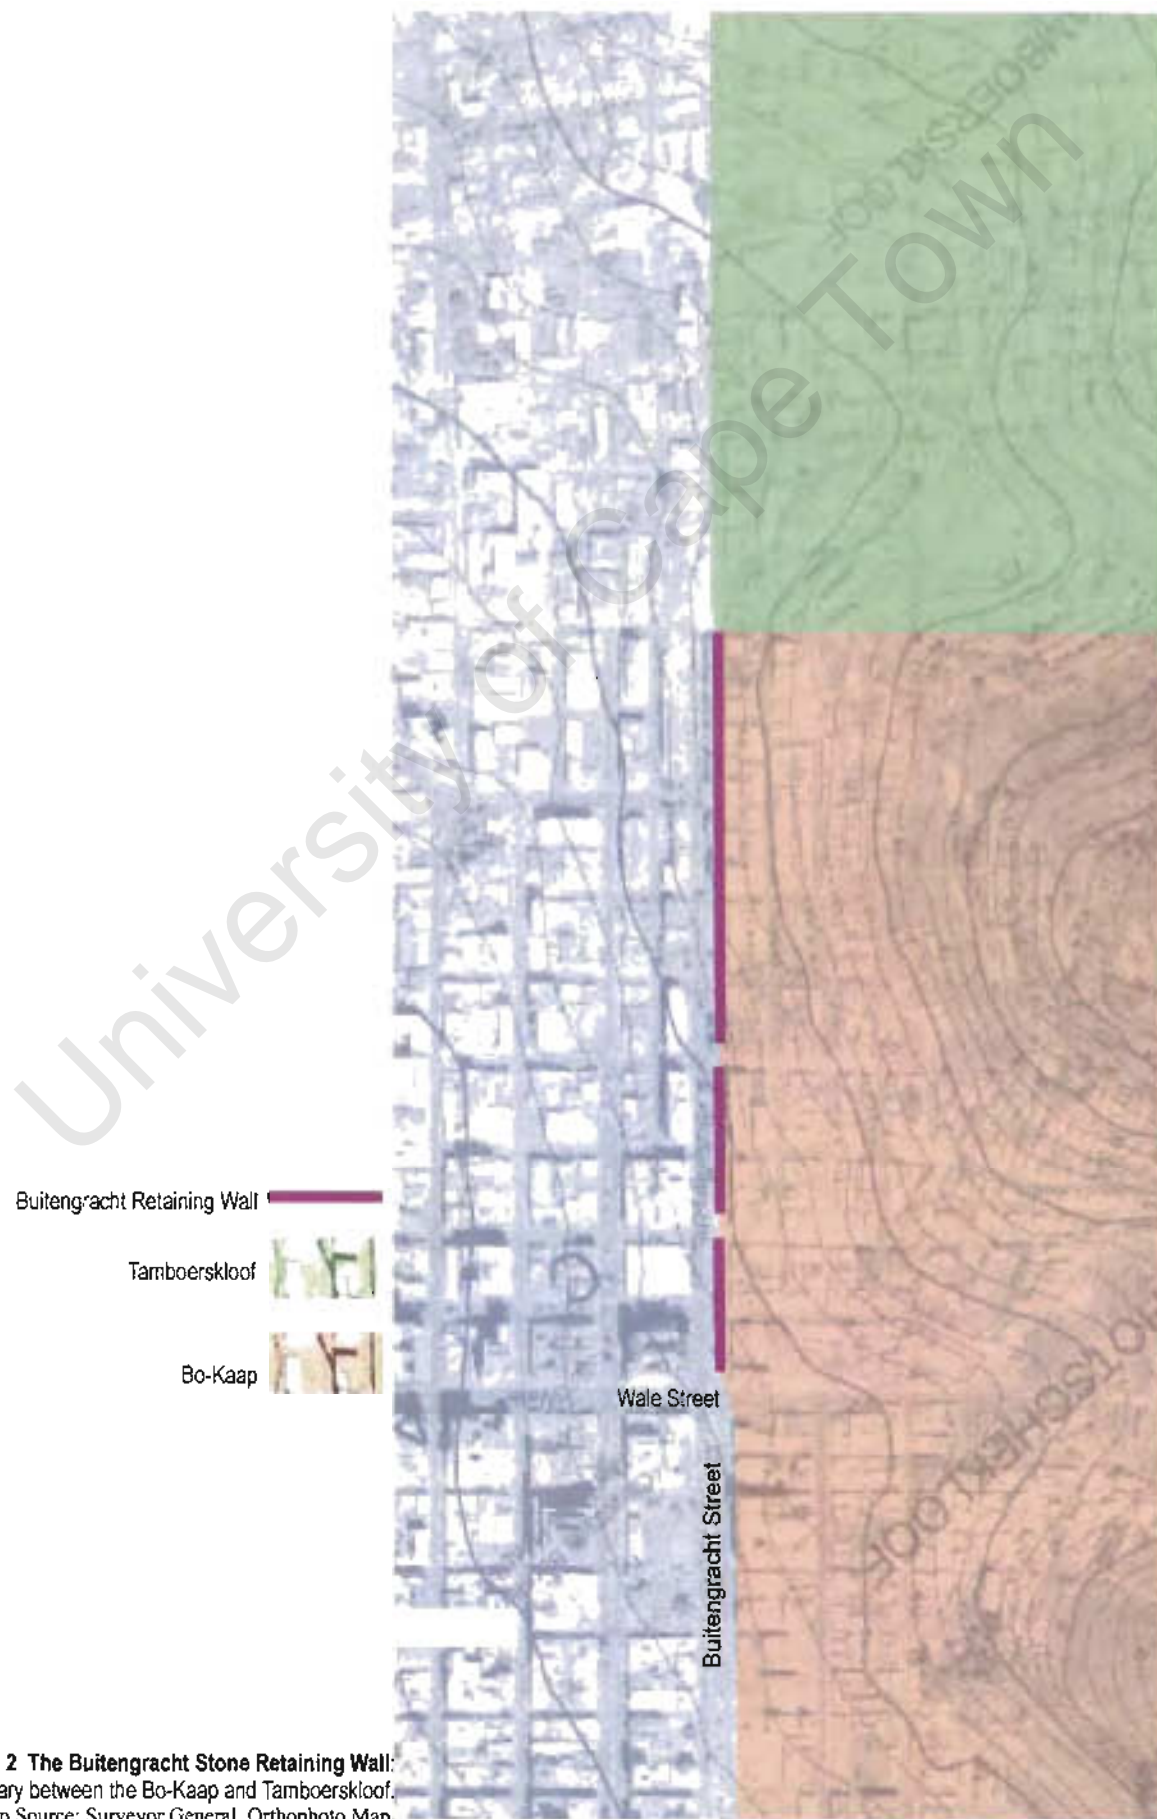 University of Cape Town
Buitengracht Retaining Wall
Tamboerskloof
Bo-Kaap
Wale Street
Buitengracht Street
2 The Buitengracht Stone Retaining Wall:
between the Bo-Kaap and Tamboerskloof.
Source: Surveyor General, Orthophoto Map